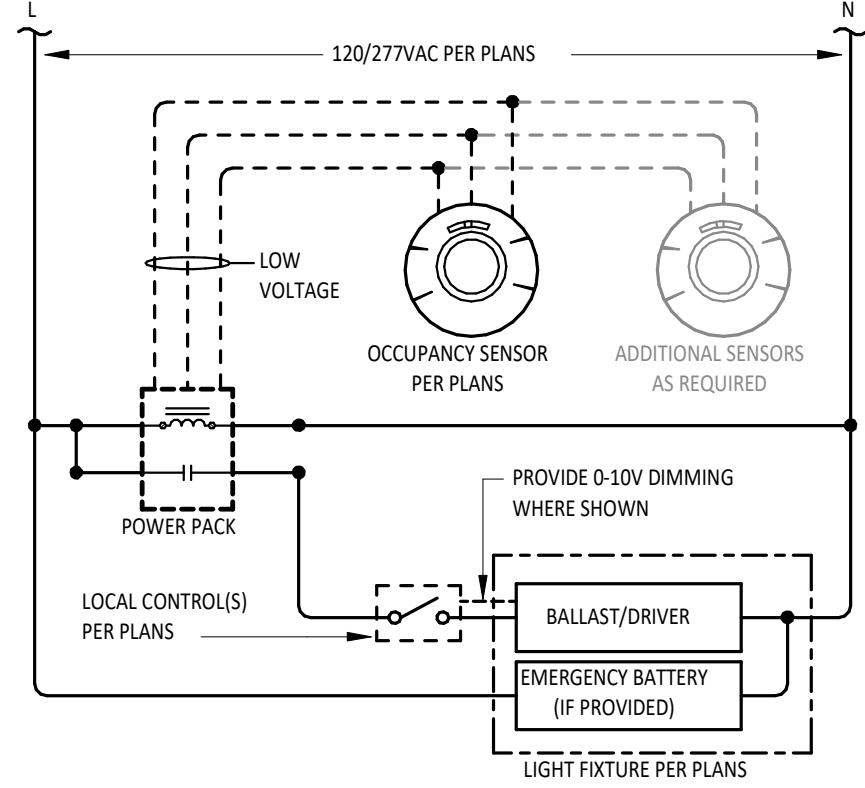 L
N
120/277VAC PER PLANS
LOW
VOLTAGE
OCCUPANCY SENSOR
PER PLANS
ADDITIONAL SENSORS
AS REQUIRED
POWER PACK
PROVIDE 0-10V DIMMING
WHERE SHOWN
LOCAL CONTROL(S)
PER PLANS
BALLAST/DRIVER
EMERGENCY BATTERY
(IF PROVIDED)
LIGHT FIXTURE PER PLANS